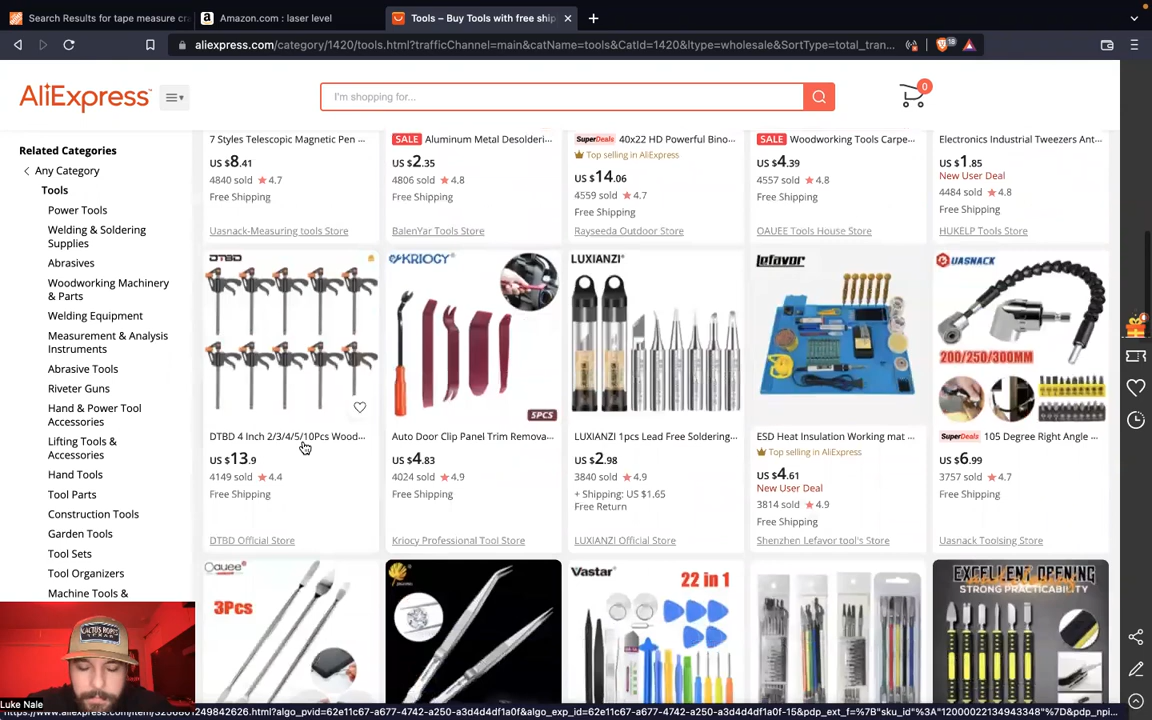 Search Results for tape measure cra
Amazon.com : laser level
Tools – Buy Tools with free ship
aliexpress.com/category/1420/tools.html?trafficChannel=main&catName=tools&CatId=1420&ltype=wholesale&SortType=total_tran...
18
AliExpress
I'm shopping for...
0
Related Categories
Any Category
Tools
Power Tools
Welding & Soldering
Supplies
Abrasives
Woodworking Machinery
& Parts
Welding Equipment
Measurement & Analysis
Instruments
Abrasive Tools
Riveter Guns
Hand & Power Tool
Accessories
Lifting Tools &
Accessories
Hand Tools
Tool Parts
Construction Tools
Garden Tools
Tool Sets
Tool Organizers
Machine Tools &
7 Styles Telescopic Magnetic Pen ...
US $8.41
4840 sold ★ 4.7
Free Shipping
Uasnack-Measuring tools Store
SALE Aluminum Metal Desolderi...
US $2.35
4806 sold ★ 4.8
Free Shipping
BalenYar Tools Store
SuperDeals 40x22 HD Powerful Bino...
Top selling in AliExpress
US $14.06
4559 sold ★ 4.7
Free Shipping
Rayseeda Outdoor Store
SALE Woodworking Tools Carpe...
US $4.39
4557 sold ★ 4.8
Free Shipping
OAUEE Tools House Store
Electronics Industrial Tweezers Ant...
US $1.85
New User Deal
4484 sold ★ 4.8
Free Shipping
HUKELP Tools Store
DTBD
DTBD 4 Inch 2/3/4/5/10Pcs Wood...
US $13.9
4149 sold ★ 4.4
Free Shipping
DTBD Official Store
KRIOGY
5PCS
Auto Door Clip Panel Trim Remova...
US $4.83
4024 sold ★ 4.9
Free Shipping
Kriocy Professional Tool Store
LUXIANZI
LUXIANZI 1pcs Lead Free Soldering...
US $2.98
3840 sold ★ 4.9
+ Shipping: US $1.65
Free Return
LUXIANZI Official Store
Lefavor
ESD Heat Insulation Working mat ...
Top selling in AliExpress
US $4.61
New User Deal
3814 sold ★ 4.9
Free Shipping
Shenzhen Lefavor tool's Store
UASNACK
200/250/300MM
SuperDeals 105 Degree Right Angle ...
US $6.99
3757 sold ★ 4.7
Free Shipping
Uasnack Toolsing Store
Oauee
3Pcs
Vastar
22 in 1
EXCELLENT OPENING
STRONG PRACTICABILITY
CACTUS ROPES
Luke Nale